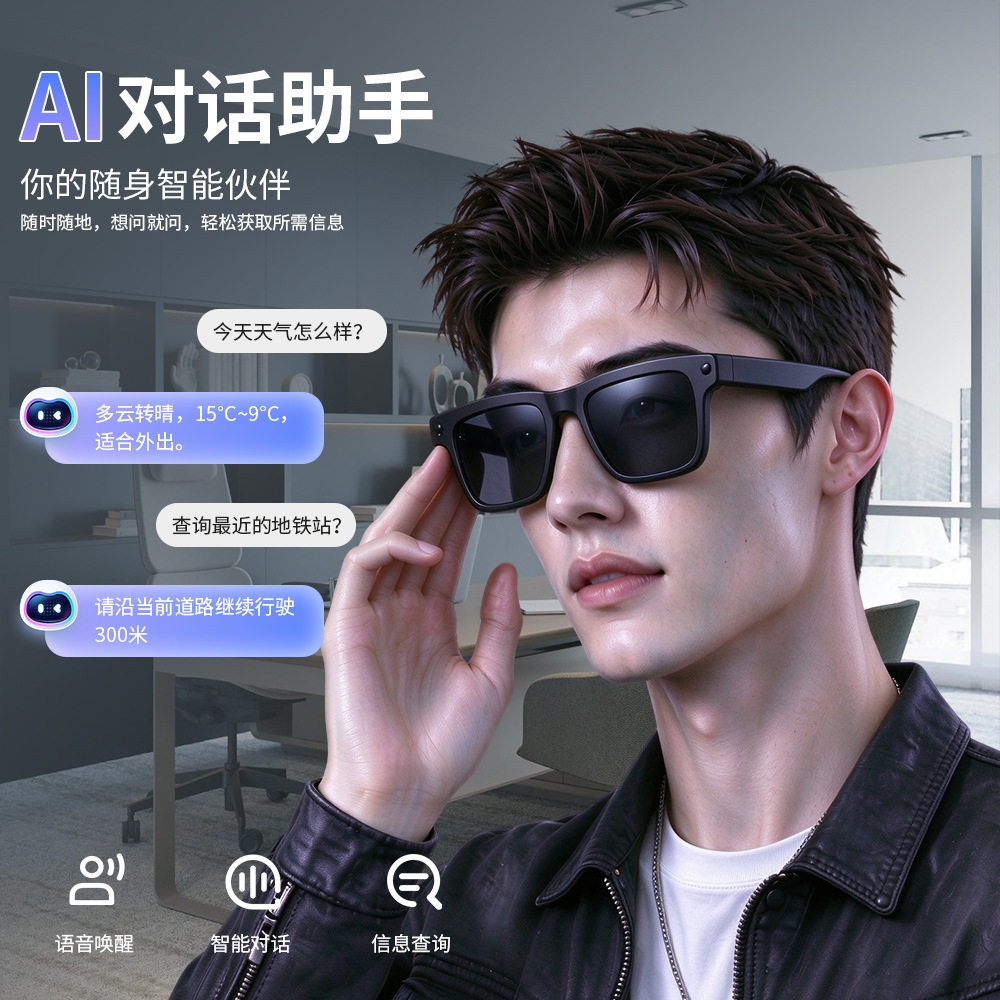 AI对话助手
你的随身智能伙伴
随时随地，想问就问，轻松获取所需信息
今天天气怎么样？
多云转晴，15°C~9°C，
适合外出。
查询最近的地铁站？
请沿当前道路继续行驶
300米
语音唤醒
智能对话
信息查询